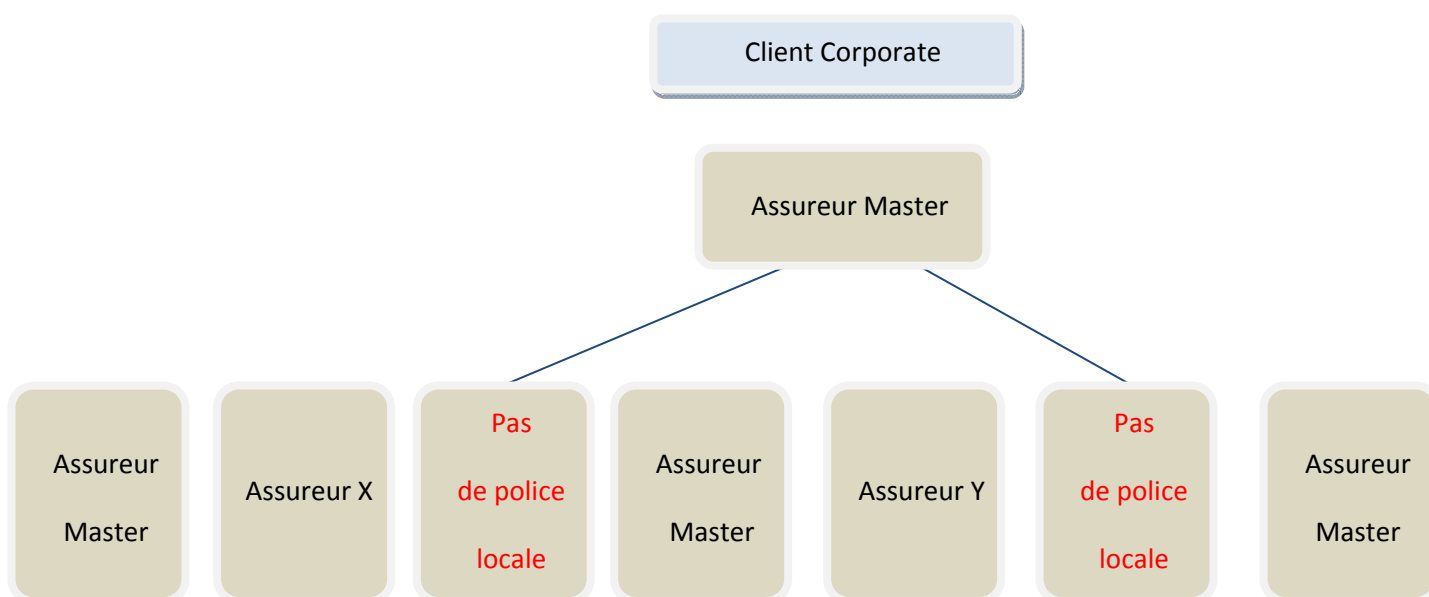 Client Corporate
Assureur Master
Assureur
Master
Assureur X
Pas
de police
locale
Assureur
Master
Assureur Y
Pas
de police
locale
Assureur
Master